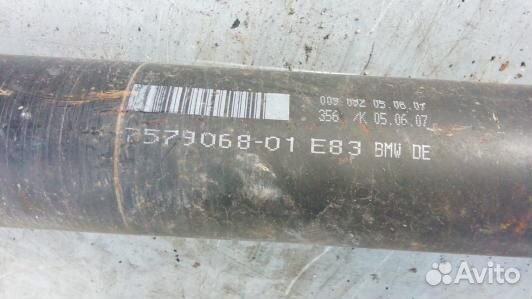 009 092 05.06.07
356 /K 05.06.07
7579068-01 E83 BMW DE
Avito